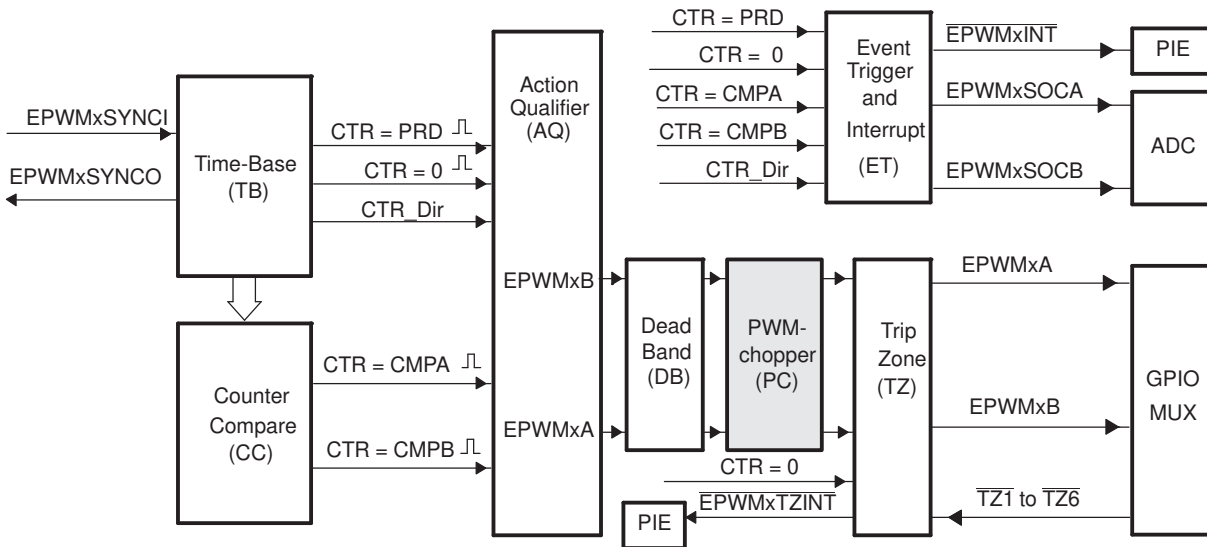 EPWMxSYNCI
EPWMxSYNCO
Time-Base
(TB)
CTR = PRD
CTR = 0
CTR_Dir
Counter
Compare
(CC)
CTR = CMPA
CTR = CMPB
Action
Qualifier
(AQ)
EPWMxB
EPWMxA
CTR = PRD
CTR = 0
CTR = CMPA
CTR = CMPB
CTR_Dir
Event
Trigger
and
Interrupt
(ET)
EPWMxINT
EPWMxSOCA
EPWMxSOCB
PIE
ADC
Dead
Band
(DB)
PWM-
chopper
(PC)
Trip
Zone
(TZ)
EPWMxA
EPWMxB
GPIO
MUX
CTR = 0
EPWMxTZINT
PIE
TZ1 to TZ6